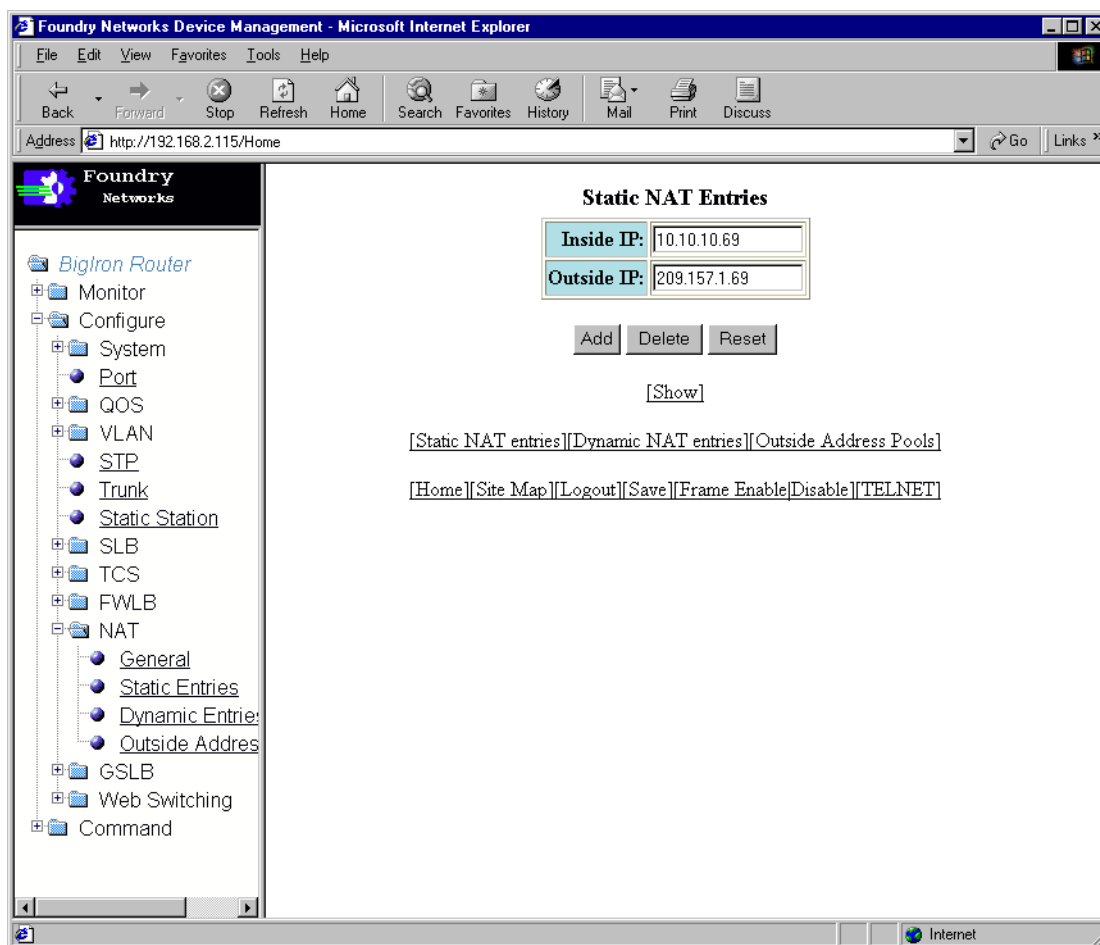 Foundry Networks Device Management - Microsoft Internet Explorer
File Edit View Favorites Tools Help
Back Forward Stop Refresh Home Search Favorites History Mail Print Discuss
Address http://192.168.2.115/Home Go Links »
Foundry
Networks
BigIron Router
Monitor
Configure
System
Port
QOS
VLAN
STP
Trunk
Static Station
SLB
TCS
FWLB
NAT
General
Static Entries
Dynamic Entries
Outside Addres
GSLB
Web Switching
Command
Static NAT Entries
Inside IP: 10.10.10.69
Outside IP: 209.157.1.69
Add Delete Reset
[Show]
[Static NAT entries][Dynamic NAT entries][Outside Address Pools]
[Home][Site Map][Logout][Save][Frame Enable|Disable][TELNET]
Internet